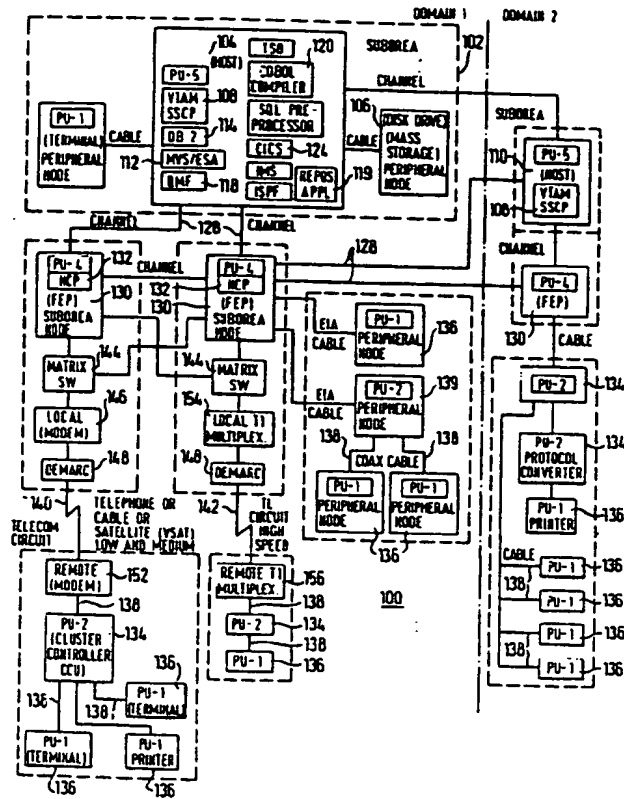 DOMAIN 1
DOMAIN 2
104
(HOST)
TSO
120
SUBAREA
102
PU-5
COBOL
COMPILER
CHANNEL
VTAM
SSCP
108
SQL PRE-
PROCESSOR
SUBAREA
PU-1
(TERMINAL)
PERIPHERAL
NODE
CABLE
DB 2
114
106
(DISK DRIVE)
(MASS
STORAGE)
PERIPHERAL
NODE
CABLE
CICS
124
112
MVS/ESA
110
PU-5
(HOST)
VTAM
SSCP
108
RMF
118
IMS
ISPF
REPOS
APPL
119
CHANNEL
128
CHANNEL
CHANNEL
PU-4
NCP
132
(FEP)
130
SUBAREA
NODE
CHANNEL
132
PU-4
NCP
(FEP)
130
SUBAREA
NODE
128
PU-4
(FEP)
130
CABLE
EIA
CABLE
PU-1
PERIPHERAL
NODE
136
MATRIX
SW
144
144
MATRIX
SW
EIA
CABLE
PU-2
PERIPHERAL
NODE
139
PU-2
134
LOCAL
(MODEM)
146
154
LOCAL T1
MULTIPLEX.
138
COAX CABLE
138
PU-2
PROTOCOL
CONVERTER
134
DEMARC
148
148
DEMARC
PU-1
PERIPHERAL
NODE
PU-1
PERIPHERAL
NODE
136
PU-1
PRINTER
136
140
TELEPHONE OR
CABLE OR
SATELLITE (VSAT)
LOW AND MEDIUM
142
T1
CIRCUIT
HIGH
SPEED
TELECOM
CIRCUIT
CABLE
138
PU-1
136
PU-1
136
100
REMOTE
(MODEM)
152
REMOTE T1
MULTIPLEX.
156
138
PU-1
136
138
PU-1
136
138
PU-2
(CLUSTER
CONTROLLER
CCU)
134
PU-2
134
138
PU-1
136
136
PU-1
(TERMINAL)
138
138
PU-1
(TERMINAL)
136
PU-1
PRINTER
136